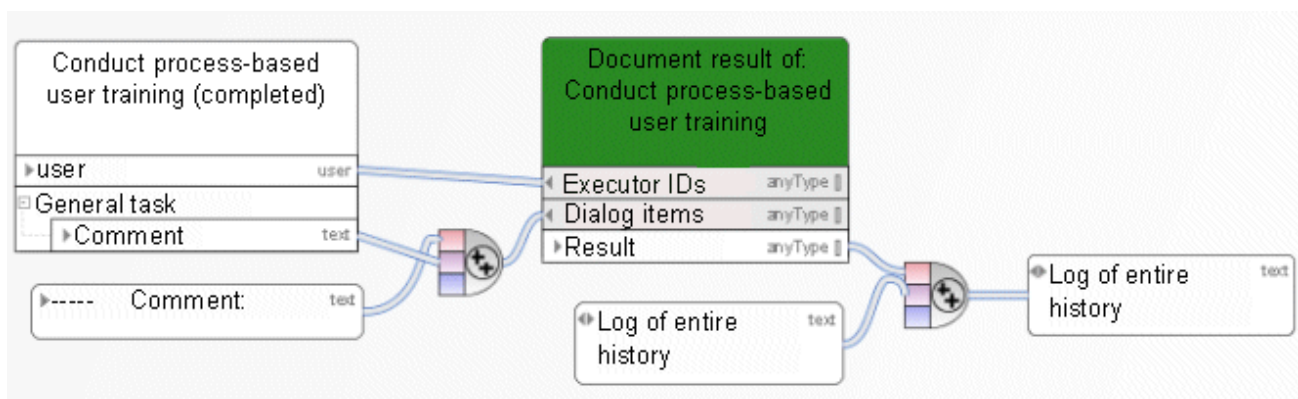 Conduct process-based
user training (completed)
user user
General task
Comment text
----- Comment: text
Document result of:
Conduct process-based
user training
Executor IDs anyType []
Dialog items anyType []
Result anyType []
Log of entire text
history
Log of entire text
history